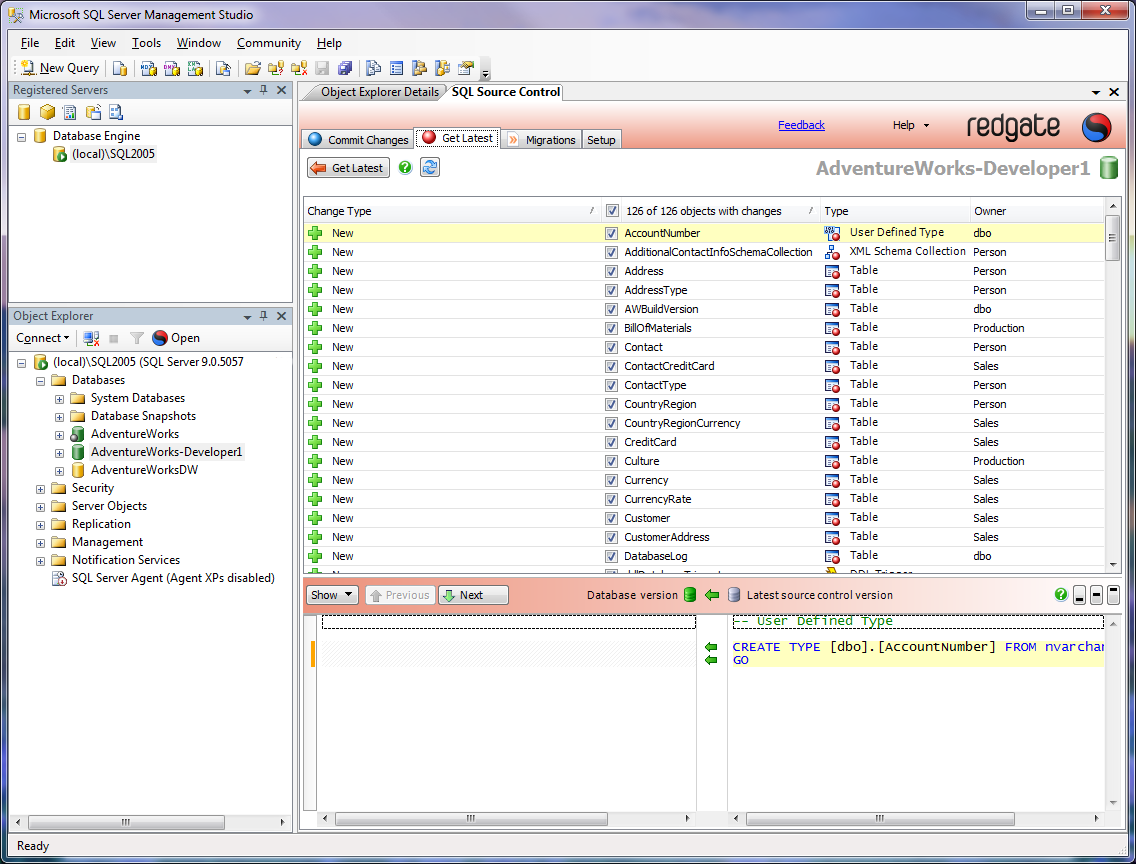 Microsoft SQL Server Management Studio
File Edit View Tools Window Community Help
New Query
Registered Servers
Database Engine
(local)\SQL2005
Object Explorer
Connect Open
(local)\SQL2005 (SQL Server 9.0.5057
Databases
System Databases
Database Snapshots
AdventureWorks
AdventureWorks-Developer1
AdventureWorksDW
Security
Server Objects
Replication
Management
Notification Services
SQL Server Agent (Agent XPs disabled)
Object Explorer Details SQL Source Control
Feedback Help redgate
Commit Changes Get Latest Migrations Setup
Get Latest AdventureWorks-Developer1
Change Type 126 of 126 objects with changes Type Owner
New AccountNumber User Defined Type dbo
New AdditionalContactInfoSchemaCollection XML Schema Collection Person
New Address Table Person
New AddressType Table Person
New AWBuildVersion Table dbo
New BillOfMaterials Table Production
New Contact Table Person
New ContactCreditCard Table Sales
New ContactType Table Person
New CountryRegion Table Person
New CountryRegionCurrency Table Sales
New CreditCard Table Sales
New Culture Table Production
New Currency Table Sales
New CurrencyRate Table Sales
New Customer Table Sales
New CustomerAddress Table Sales
New DatabaseLog Table dbo
Show Previous Next Database version Latest source control version
-- User Defined Type
CREATE TYPE [dbo].[AccountNumber] FROM nvarchar
GO
Ready